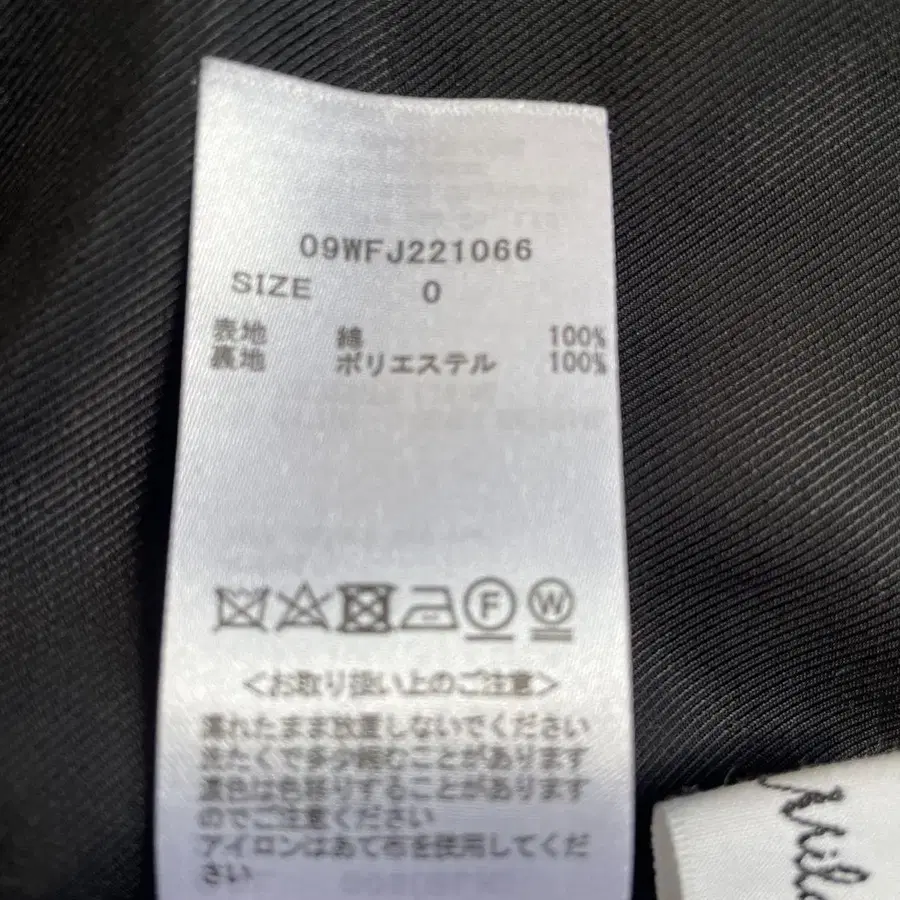 09WFJ221066
SIZE 0
表地 綿 100%
裏地 ポリエステル 100%
F W
<お取り扱い上のご注意>
濡れたまま放置しないでください
洗たくで多少縮むことがあります
濃色は色移りすることがあります
のでご注意ください
アイロンはあて布を使用してくだ
さい